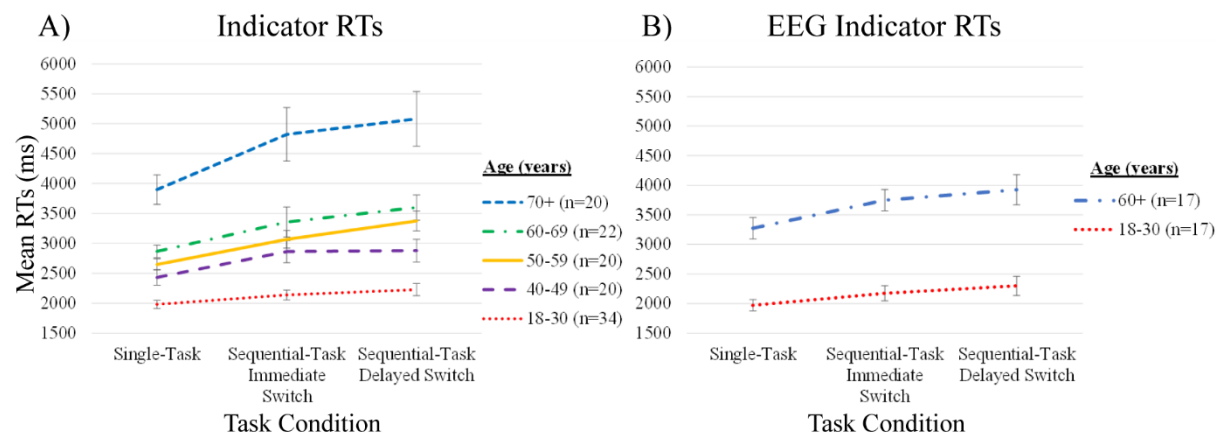 A)
Indicator RTs
Mean RTs (ms)
6000
5500
5000
4500
4000
3500
3000
2500
2000
1500
Single-Task
Sequential-Task
Immediate
Switch
Sequential-Task
Delayed Switch
Task Condition
Age (years)
70+ (n=20)
60-69 (n=22)
50-59 (n=20)
40-49 (n=20)
18-30 (n=34)
B)
EEG Indicator RTs
6000
5500
5000
4500
4000
3500
3000
2500
2000
1500
Single-Task
Sequential-Task
Immediate
Switch
Sequential-Task
Delayed Switch
Task Condition
Age (years)
60+ (n=17)
18-30 (n=17)